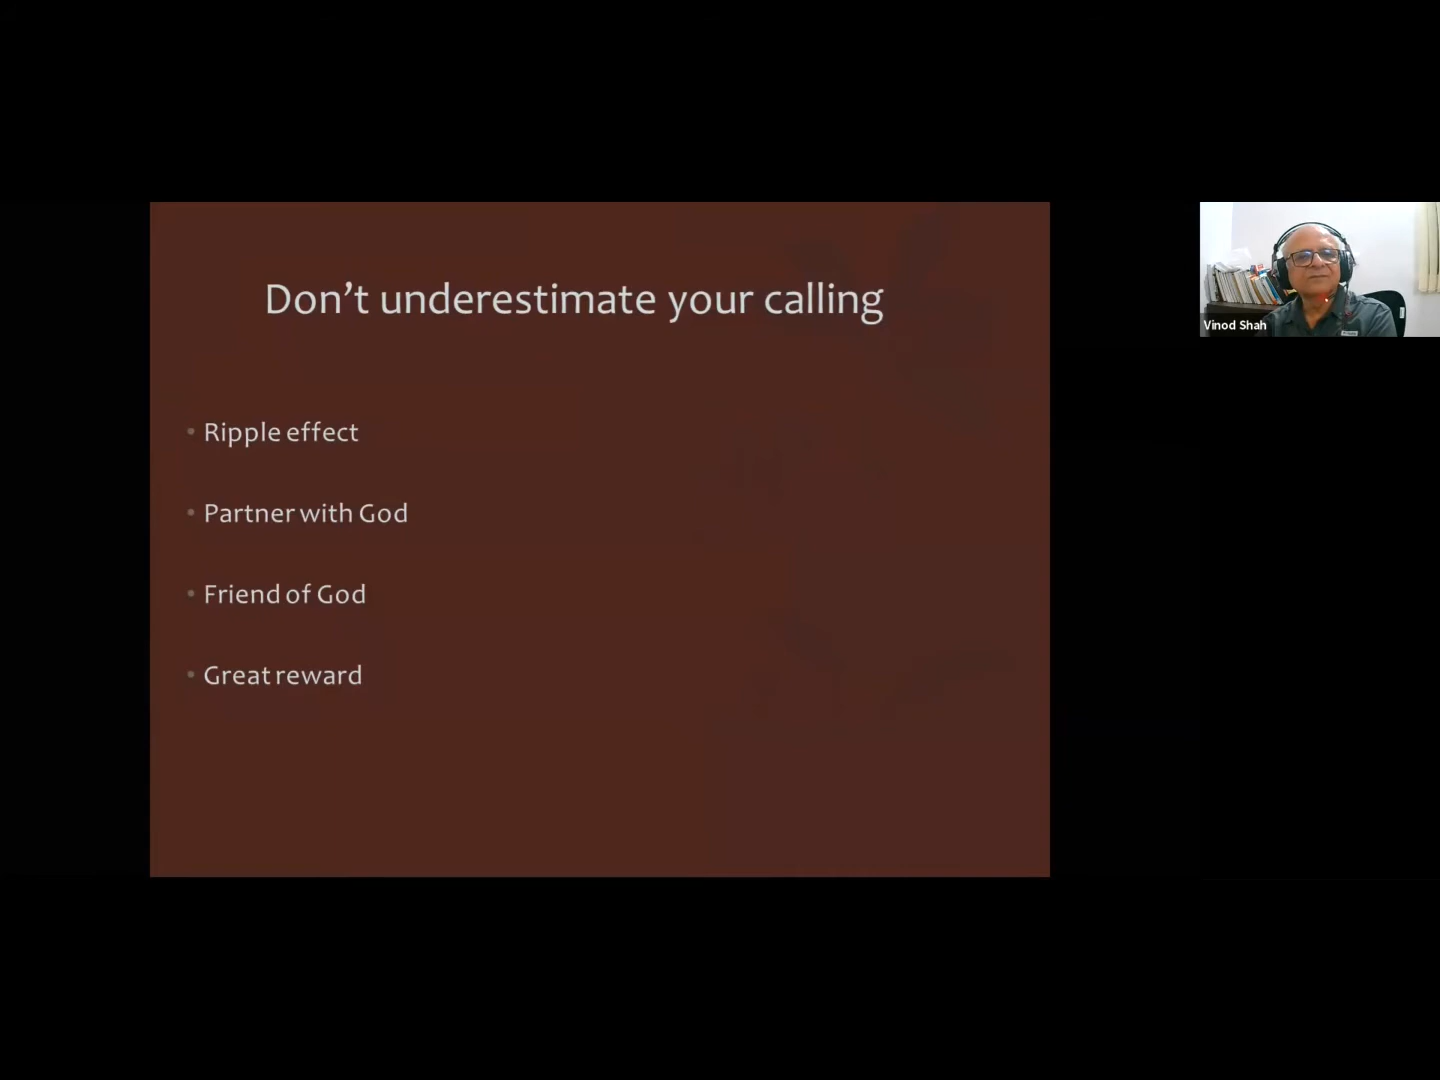 Don’t underestimate your calling
• Ripple effect
• Partner with God
• Friend of God
• Great reward
Vinod Shah